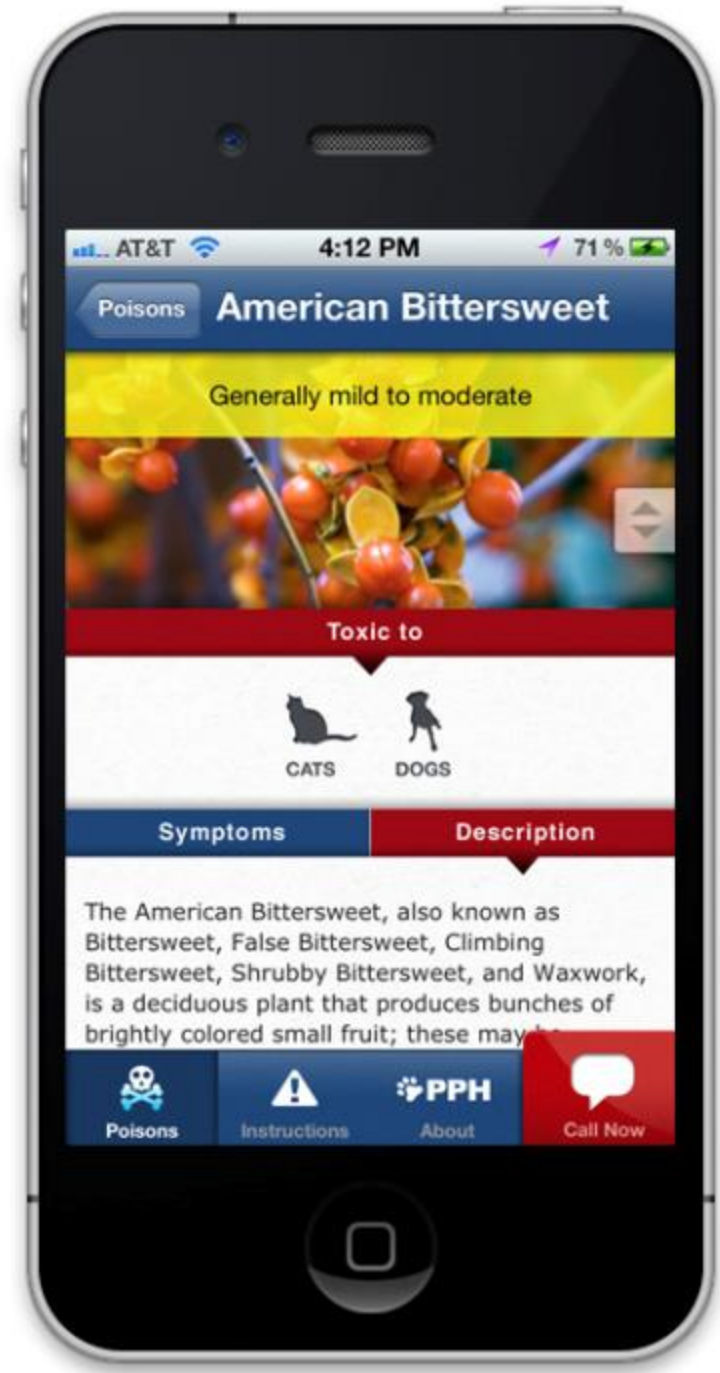 AT&T 4:12 PM 71%
Poisons American Bittersweet
Generally mild to moderate
Toxic to
CATS DOGS
Symptoms Description
The American Bittersweet, also known as
Bittersweet, False Bittersweet, Climbing
Bittersweet, Shrubby Bittersweet, and Waxwork,
is a deciduous plant that produces bunches of
brightly colored small fruit; these may
PPH
Poisons Instructions About Call Now